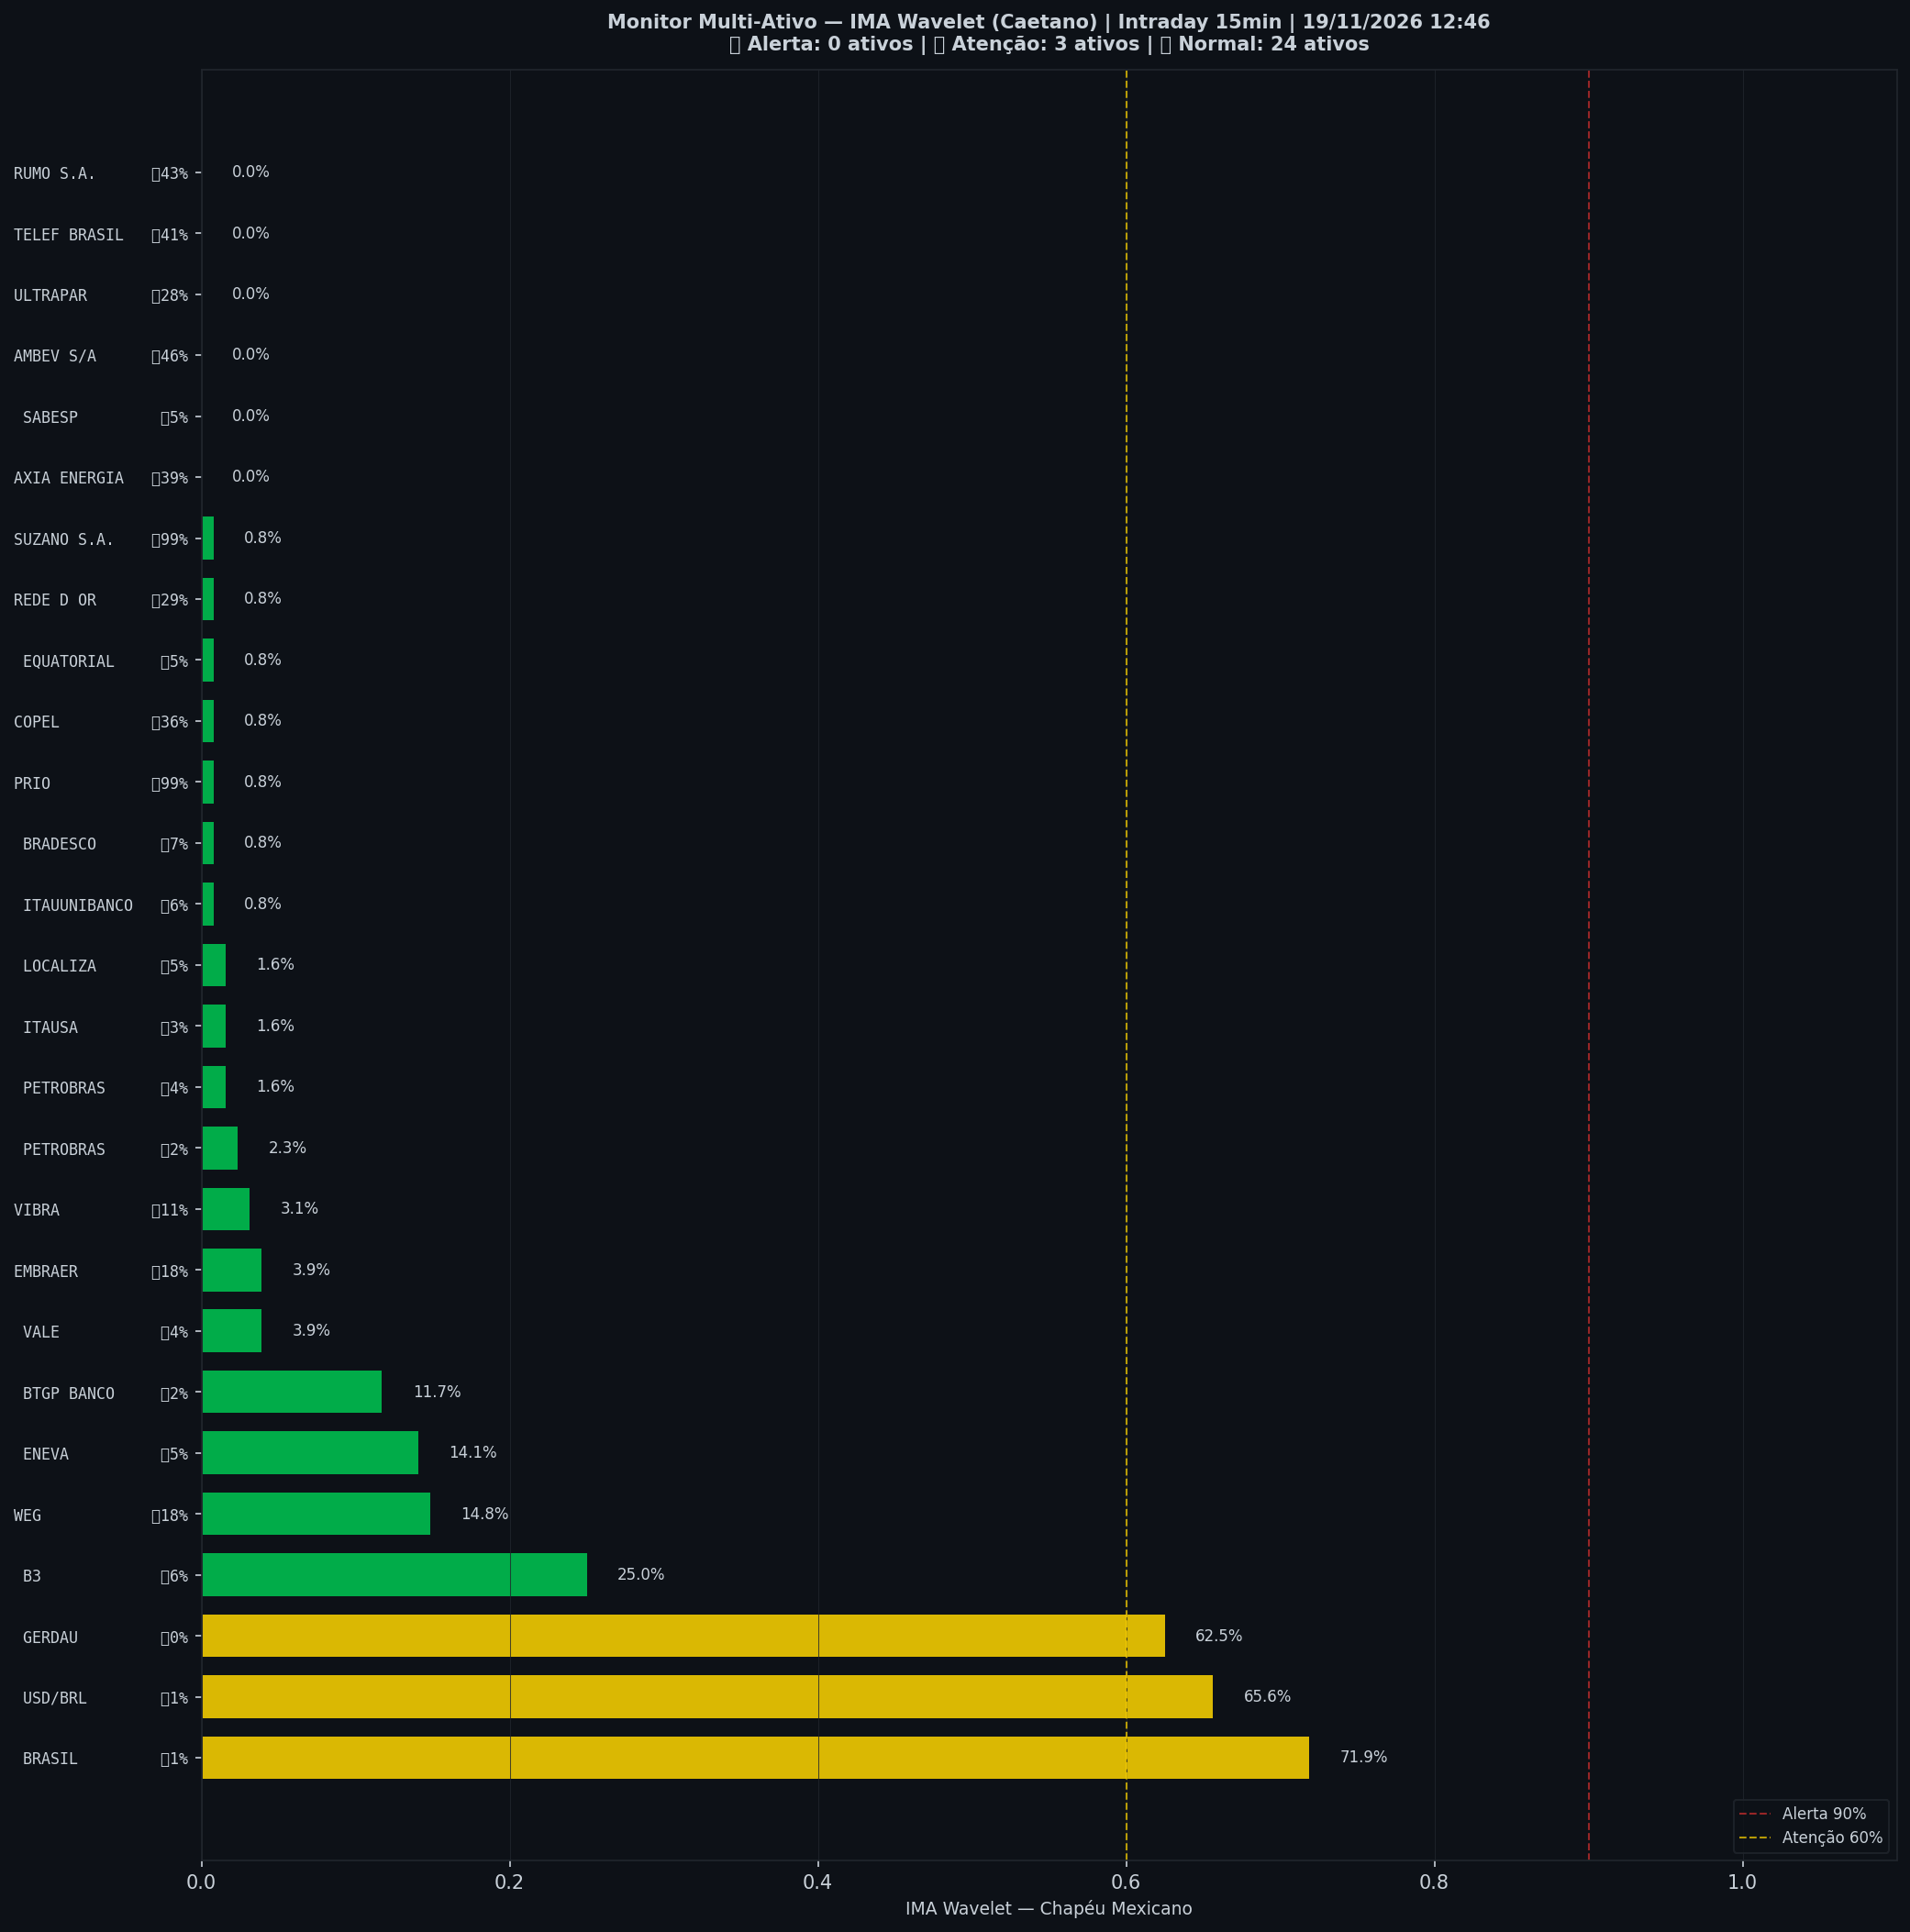 Monitor Multi-Ativo — IMA Wavelet (Caetano) | Intraday 15min | 19/11/2026 12:46
Alerta: 0 ativos | Atenção: 3 ativos | Normal: 24 ativos
RUMO S.A. 43% 0.0%
TELEF BRASIL 41% 0.0%
ULTRAPAR 28% 0.0%
AMBEV S/A 46% 0.0%
SABESP 5% 0.0%
AXIA ENERGIA 39% 0.0%
SUZANO S.A. 99% 0.8%
REDE D OR 29% 0.8%
EQUATORIAL 5% 0.8%
COPEL 36% 0.8%
PRIO 99% 0.8%
BRADESCO 7% 0.8%
ITAUUNIBANCO 6% 0.8%
LOCALIZA 5% 1.6%
ITAUSA 3% 1.6%
PETROBRAS 4% 1.6%
PETROBRAS 2% 2.3%
VIBRA 11% 3.1%
EMBRAER 18% 3.9%
VALE 4% 3.9%
BTGP BANCO 2% 11.7%
ENEVA 5% 14.1%
WEG 18% 14.8%
B3 6% 25.0%
GERDAU 0% 62.5%
USD/BRL 1% 65.6%
BRASIL 1% 71.9%
Alerta 90%
Atenção 60%
0.0 0.2 0.4 0.6 0.8 1.0
IMA Wavelet — Chapéu Mexicano